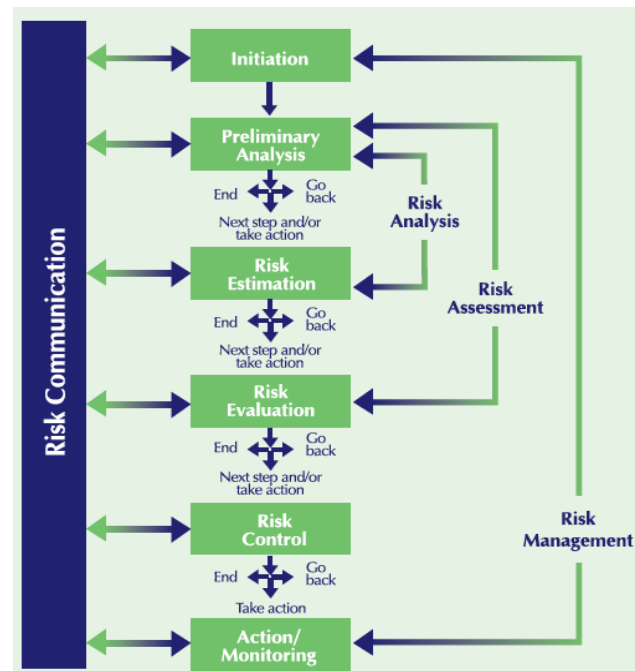 Risk Communication
Initiation
Preliminary
Analysis
End
Go
back
Next step and/or
take action
Risk
Analysis
Risk
Estimation
End
Go
back
Next step and/or
take action
Risk
Assessment
Risk
Evaluation
End
Go
back
Next step and/or
take action
Risk
Control
End
Go
back
Take action
Risk
Management
Action/
Monitoring